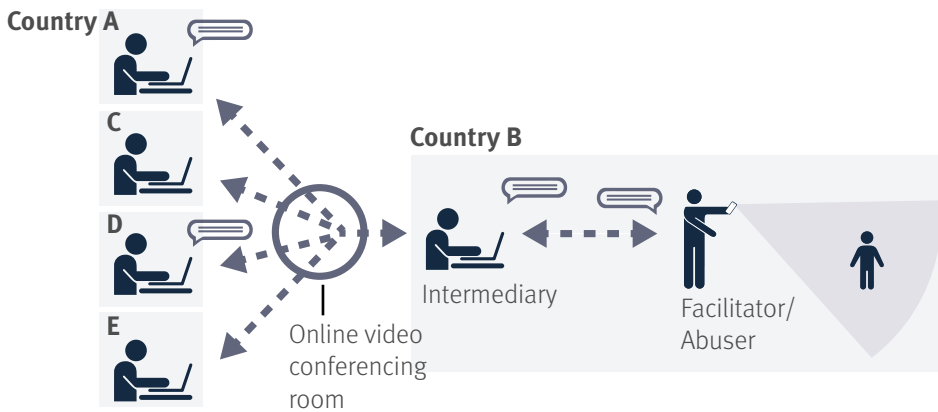 Country A
C
D
E
Country B
Intermediary
Facilitator/
Abuser
Online video
conferencing
room